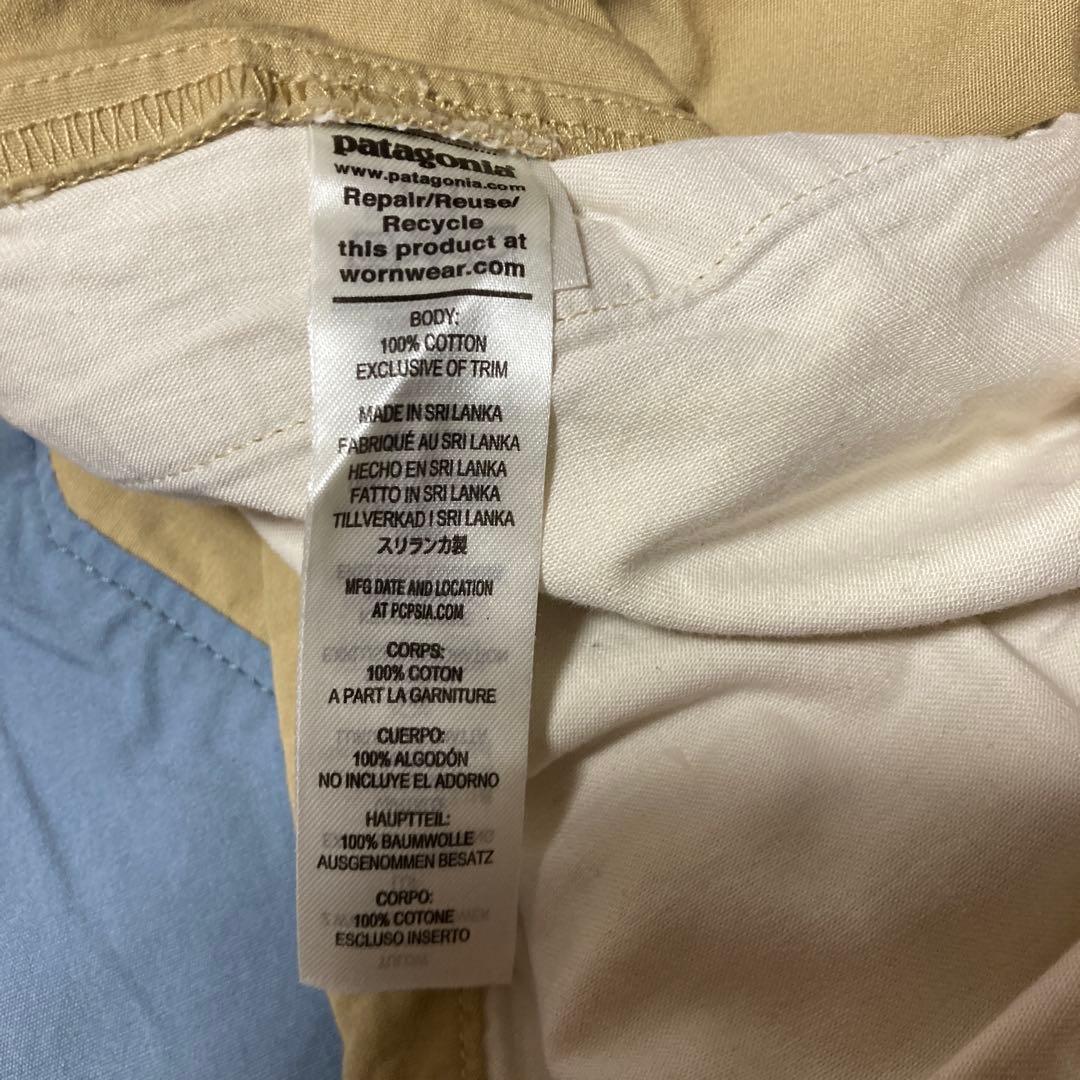 patagonia®
www.patagonia.com
Repair/Reuse/
Recycle
this product at
wornwear.com
BODY:
100% COTTON
EXCLUSIVE OF TRIM
MADE IN SRI LANKA
FABRIQUÉ AU SRI LANKA
HECHO EN SRI LANKA
FATTO IN SRI LANKA
TILLVERKAD I SRI LANKA
スリランカ製
MFG DATE AND LOCATION
AT PCPSIA.COM
CORPS:
100% COTON
A PART LA GARNITURE
CUERPO:
100% ALGODÓN
NO INCLUYE EL ADORNO
HAUPTTEIL:
100% BAUMWOLLE
AUSGENOMMEN BESATZ
CORPO:
100% COTONE
ESCLUSO INSERTO